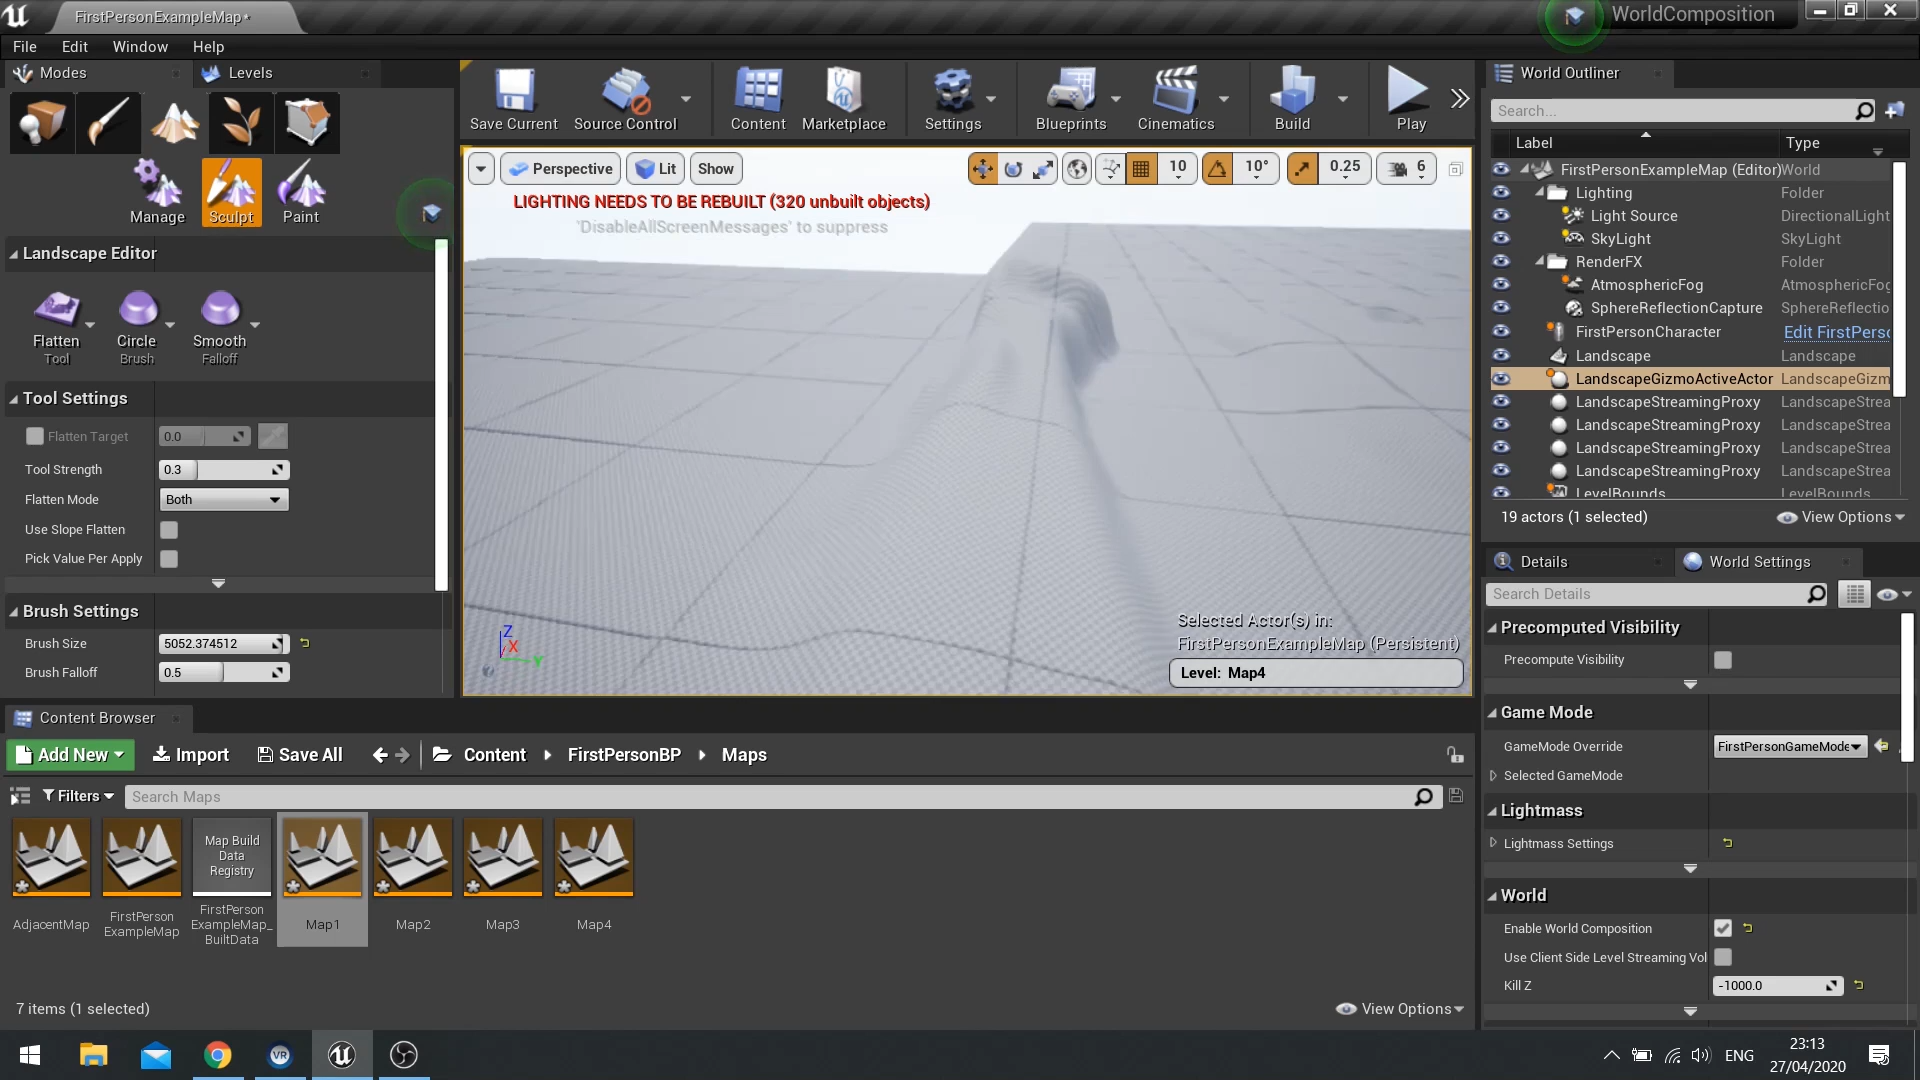 FirstPersonExampleMap*
WorldComposition
File
Edit
Window
Help
Modes
Levels
Manage
Sculpt
Paint
Landscape Editor
Flatten
Tool
Circle
Brush
Smooth
Falloff
Tool Settings
Flatten Target
0.0
Tool Strength
0.3
Flatten Mode
Both
Use Slope Flatten
Pick Value Per Apply
Brush Settings
Brush Size
5052.374512
Brush Falloff
0.5
Save Current
Source Control
Content
Marketplace
Settings
Blueprints
Cinematics
Build
Play
Perspective
Lit
Show
10
10°
0.25
6
LIGHTING NEEDS TO BE REBUILT (320 unbuilt objects)
'DisableAllScreenMessages' to suppress
Z
X
Y
Selected Actor(s) in:
FirstPersonExampleMap (Persistent)
Level: Map4
World Outliner
Search...
Label
Type
FirstPersonExampleMap (Editor)
World
Lighting
Folder
Light Source
DirectionalLight
SkyLight
SkyLight
RenderFX
Folder
AtmosphericFog
AtmosphericFog
SphereReflectionCapture
SphereReflectio
FirstPersonCharacter
Edit FirstPerso
Landscape
Landscape
LandscapeGizmoActiveActor
LandscapeGizm
LandscapeStreamingProxy
LandscapeStrea
LandscapeStreamingProxy
LandscapeStrea
LandscapeStreamingProxy
LandscapeStrea
LandscapeStreamingProxy
LandscapeStrea
LevelBounds
LevelBounds
19 actors (1 selected)
View Options
Details
World Settings
Search Details
Precomputed Visibility
Precompute Visibility
Game Mode
GameMode Override
FirstPersonGameMode
Selected GameMode
Lightmass
Lightmass Settings
World
Enable World Composition
Use Client Side Level Streaming Vol
Kill Z
-1000.0
Content Browser
Add New
Import
Save All
Content
FirstPersonBP
Maps
Filters
Search Maps
Map Build
Data
Registry
AdjacentMap
FirstPerson
ExampleMap
FirstPerson
ExampleMap_
BuiltData
Map1
Map2
Map3
Map4
7 items (1 selected)
View Options
VR
ENG
23:13
27/04/2020